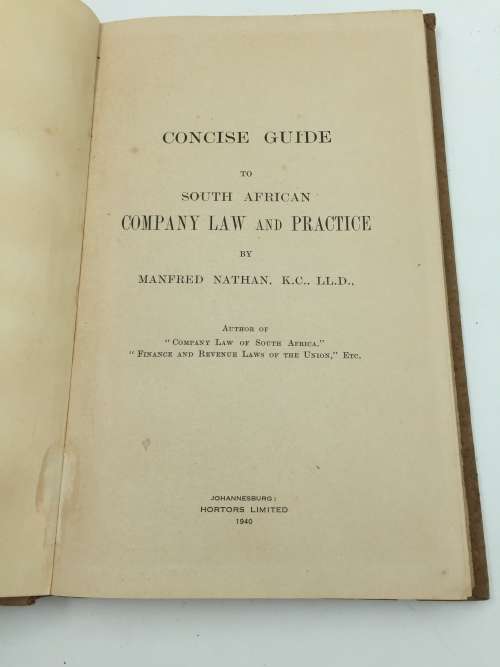 CONCISE GUIDE
TO
SOUTH AFRICAN
COMPANY LAW AND PRACTICE
BY
MANFRED NATHAN, K.C., LL.D.,
AUTHOR OF
"COMPANY LAW OF SOUTH AFRICA,"
"FINANCE AND REVENUE LAWS OF THE UNION," ETC.
JOHANNESBURG:
HORTORS LIMITED
1940